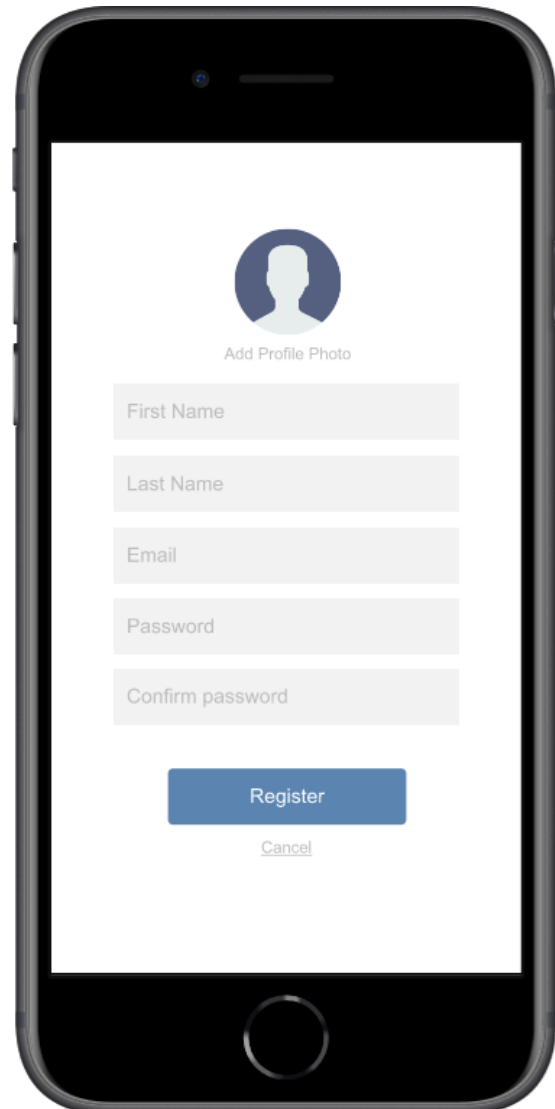 Add Profile Photo
First Name
Last Name
Email
Password
Confirm password
Register
Cancel